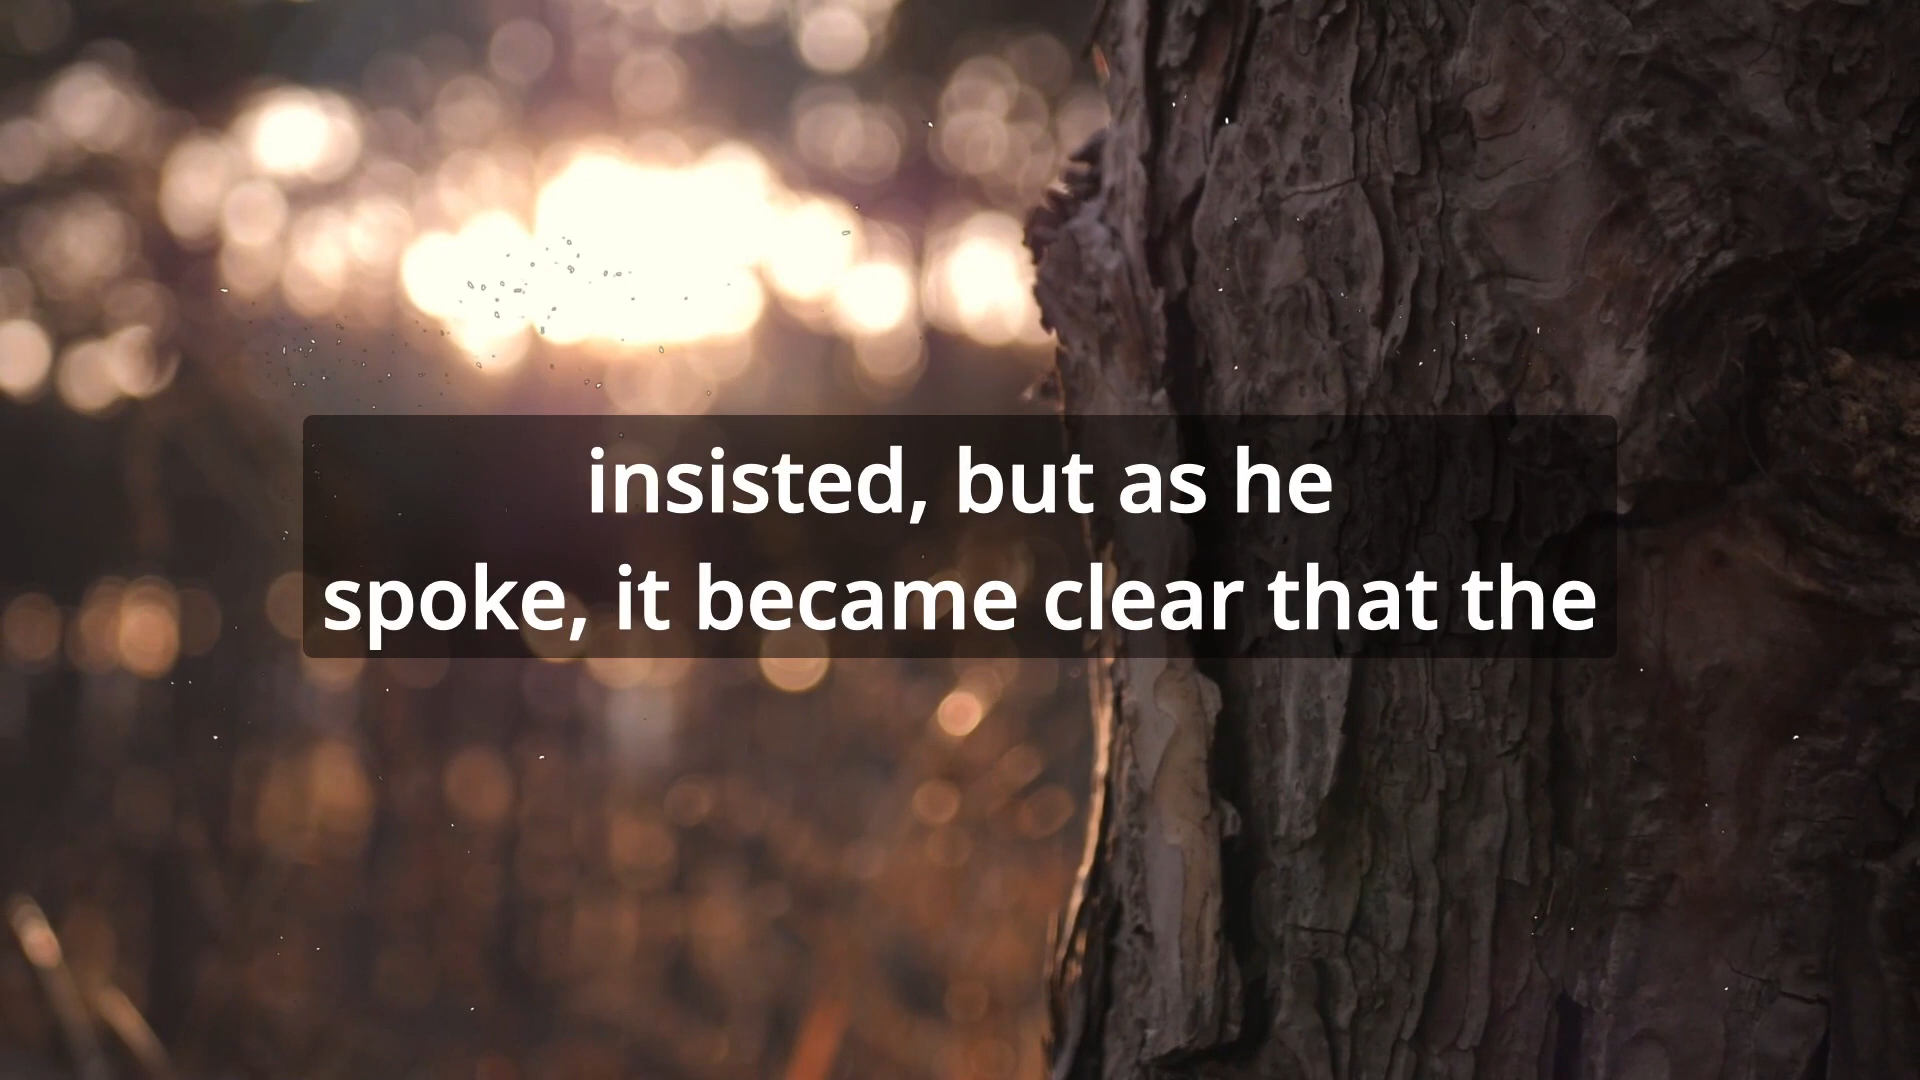 insisted, but as he
spoke, it became clear that the